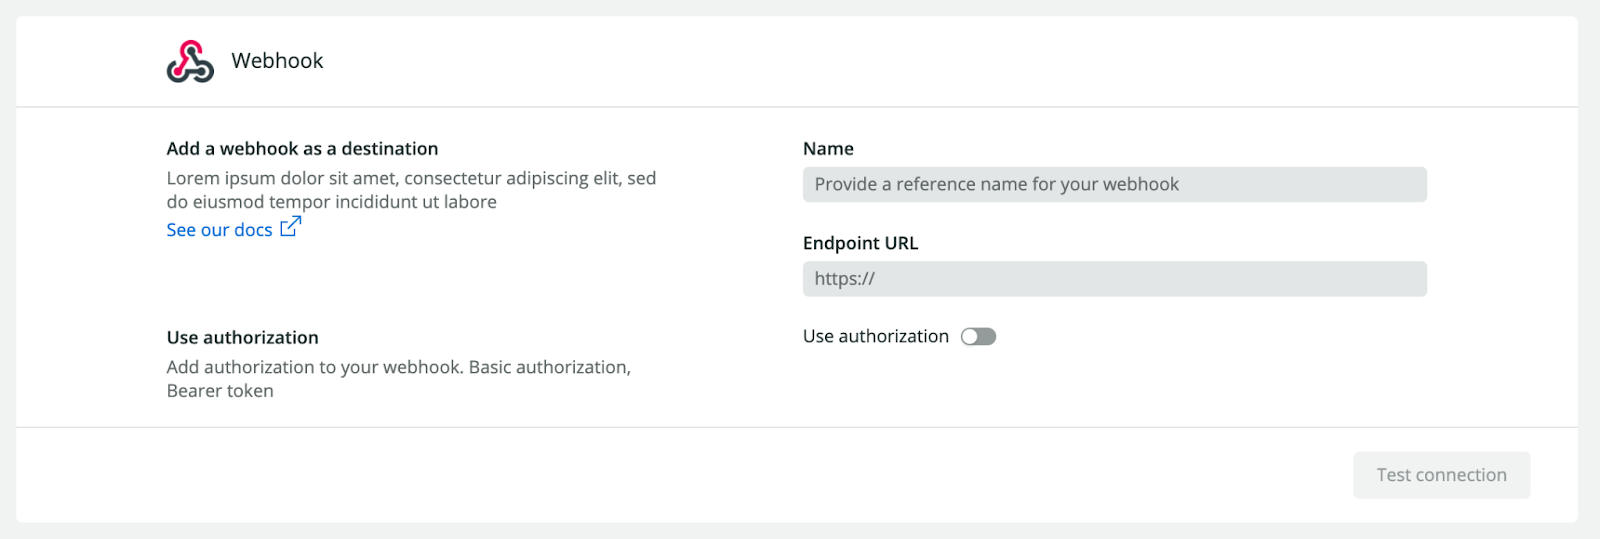 Webhook
Add a webhook as a destination
Lorem ipsum dolor sit amet, consectetur adipiscing elit, sed
do eiusmod tempor incididunt ut labore
See our docs
Name
Provide a reference name for your webhook
Endpoint URL
https://
Use authorization
Add authorization to your webhook. Basic authorization,
Bearer token
Use authorization
Test connection